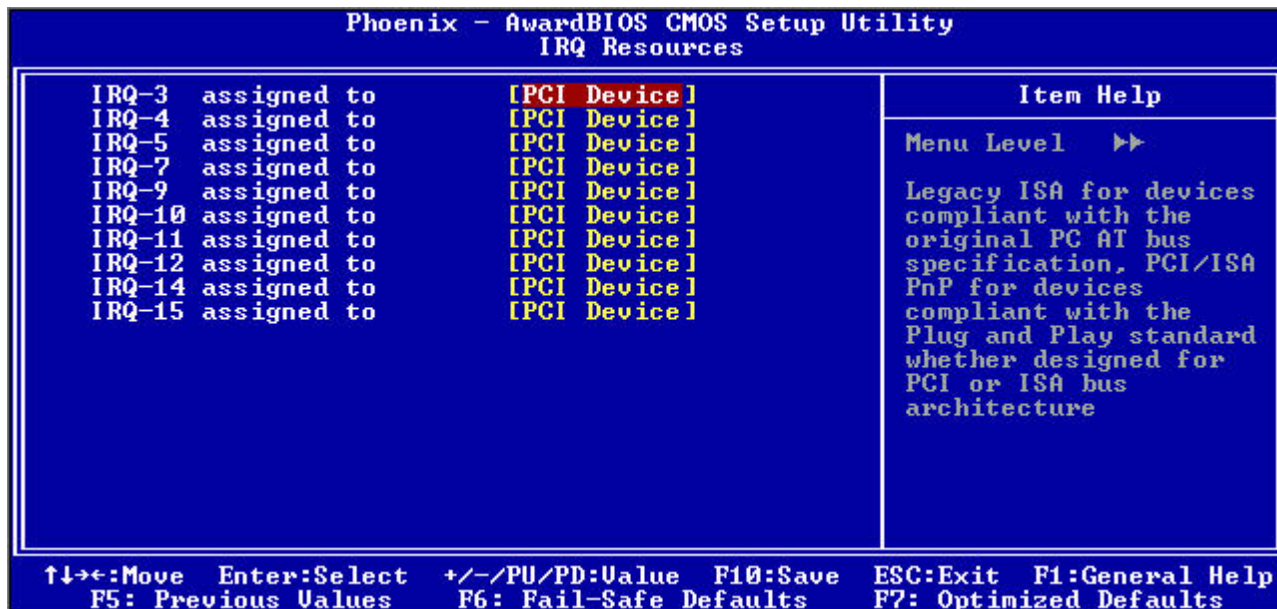 Phoenix - AwardBIOS CMOS Setup Utility
IRQ Resources
IRQ-3 assigned to [PCI Device]
IRQ-4 assigned to [PCI Device]
IRQ-5 assigned to [PCI Device]
IRQ-7 assigned to [PCI Device]
IRQ-9 assigned to [PCI Device]
IRQ-10 assigned to [PCI Device]
IRQ-11 assigned to [PCI Device]
IRQ-12 assigned to [PCI Device]
IRQ-14 assigned to [PCI Device]
IRQ-15 assigned to [PCI Device]
Item Help
Menu Level ▶▶
Legacy ISA for devices
compliant with the
original PC AT bus
specification, PCI/ISA
PnP for devices
compliant with the
Plug and Play standard
whether designed for
PCI or ISA bus
architecture
↑↓→←:Move Enter:Select +/-/PU/PD:Value F10:Save ESC:Exit F1:General Help
F5: Previous Values F6: Fail-Safe Defaults F7: Optimized Defaults